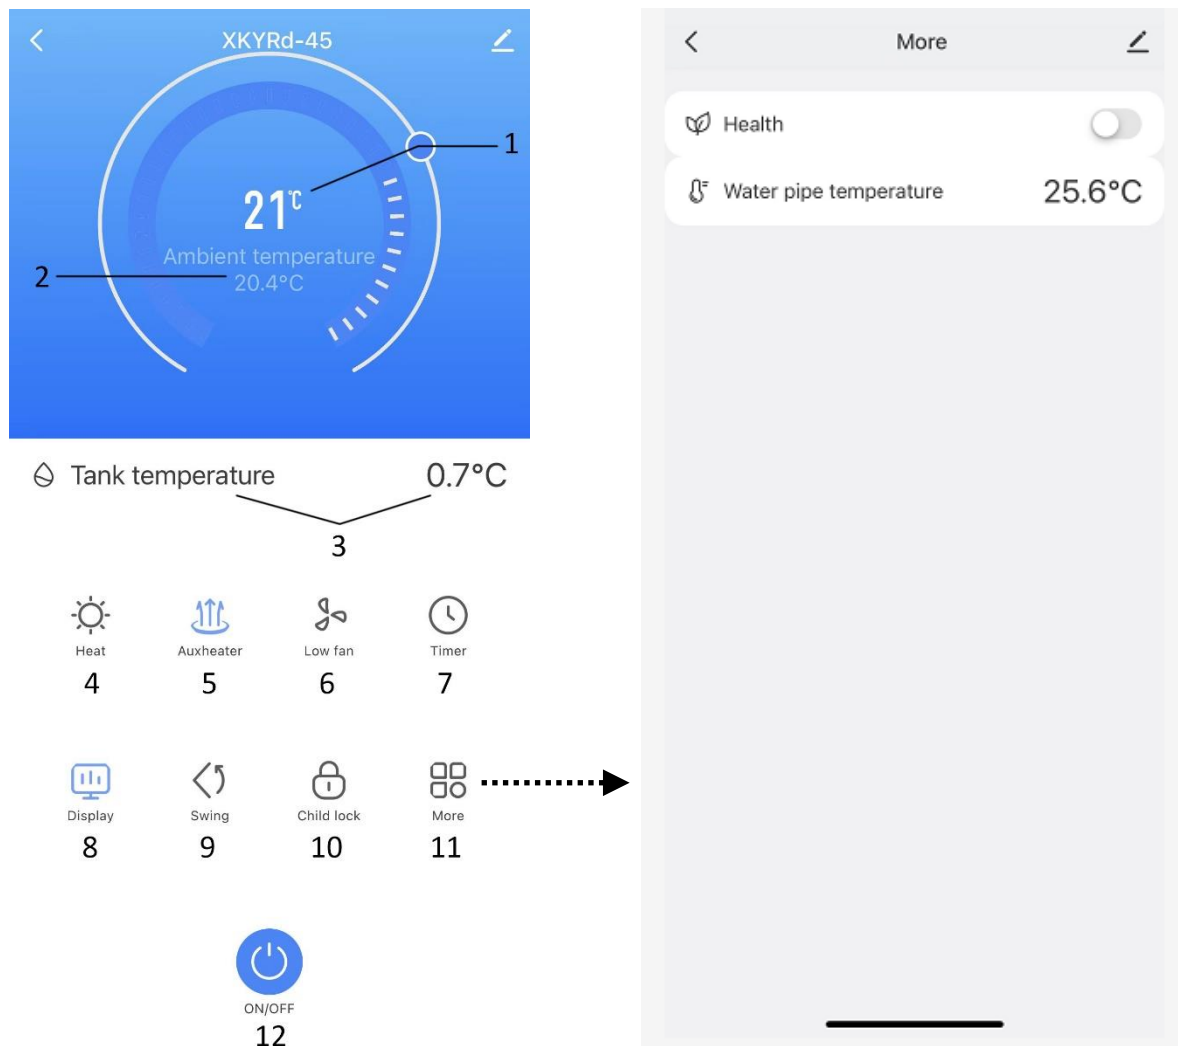 XKYRd-45
1
21°C
Ambient temperature
2
20.4°C
Tank temperature 0.7°C
3
Heat Auxheater Low fan Timer
4 5 6 7
Display Swing Child lock More
8 9 10 11
ON/OFF
12
More
Health
Water pipe temperature 25.6°C